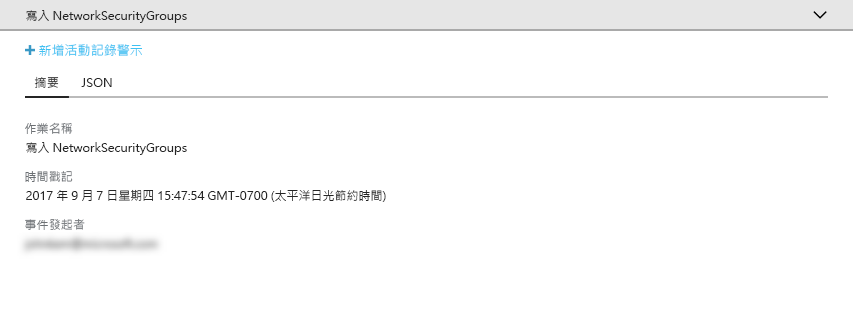 寫入 NetworkSecurityGroups
新增活動記錄警示
摘要 JSON
作業名稱
寫入 NetworkSecurityGroups
時間戳記
2017 年 9 月 7 日星期四 15:47:54 GMT-0700 (太平洋日光節約時間)
事件發起者